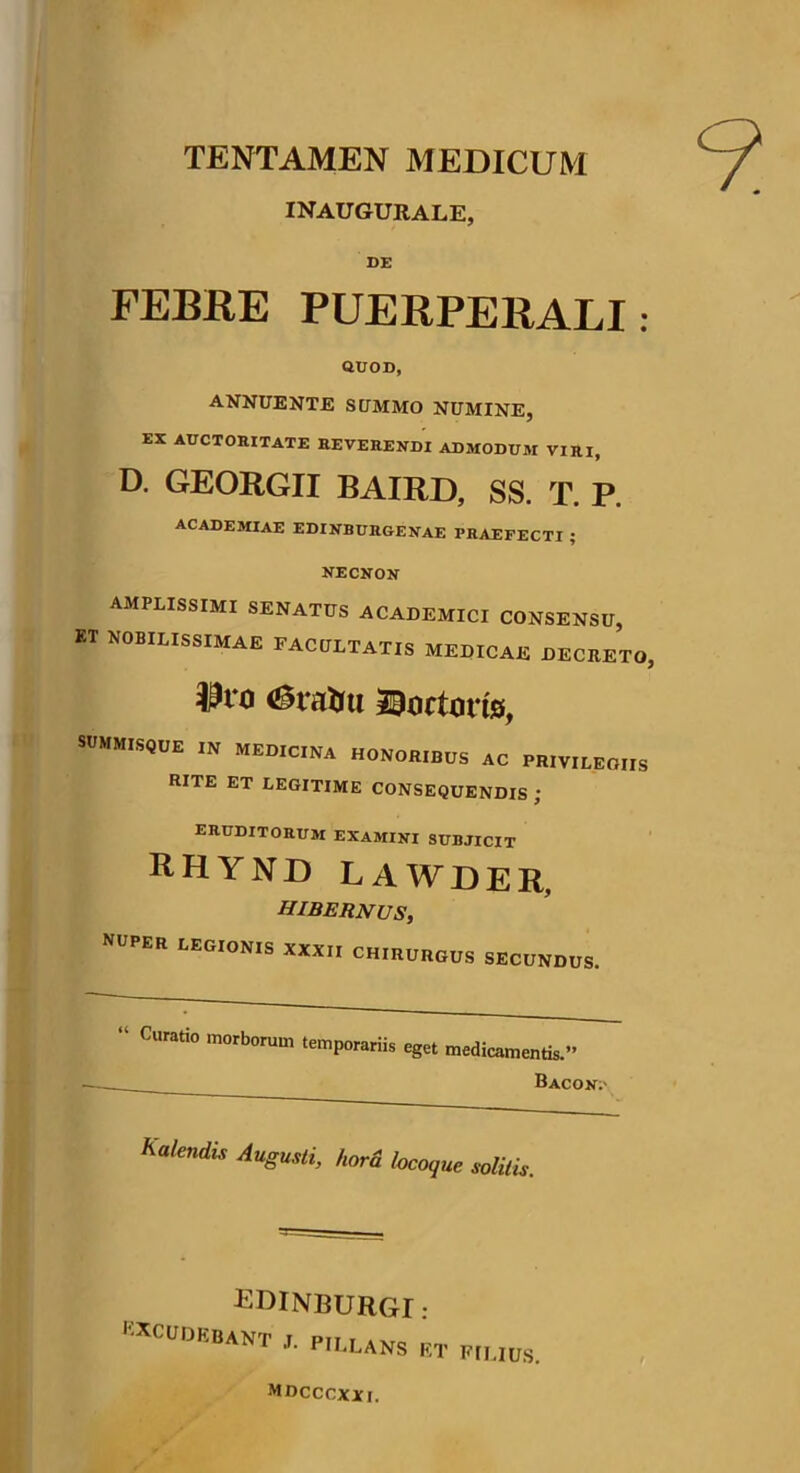 9.
TENTAMEN MEDICUM
INAUGURALE,
DE
FEBRE PUERPERALI:
QUOD,
ANNUENTE SUMMO NUMINE,
EX AUCTORITATE REVERENDI ADMODUM VIRI,
D. GEORGII BAIRD, SS. T. P.
ACADEMIAE EDINBURGENAE PRAEFECTI;
NECNON
AMPLISSIMI SENATUS ACADEMICI CONSENSU,
ET NOBILISSIMAE FACULTATIS MEDICAE DECRETO,
Pro Gradu Doctoris,
SUMMISQUE IN MEDICINA HONORIBUS AC PRIVILEGIIS
RITE ET LEGITIME CONSEQUENDIS;
ERUDITORUM EXAMINI SUBJICIT
RHYND LAWDER,
HIBERNUS,
NUPER LEGIONIS XXXII CHIRURGUS SECUNDUS.
“ Curatio morborum temporariis eget medicamentis.”
BACON.
Kalendis Augusti, horâ locoque solitis.
EDINBURGI:
EXCUDEBANT J. PILLANS ET FILIUS.
MDCCCXXI.